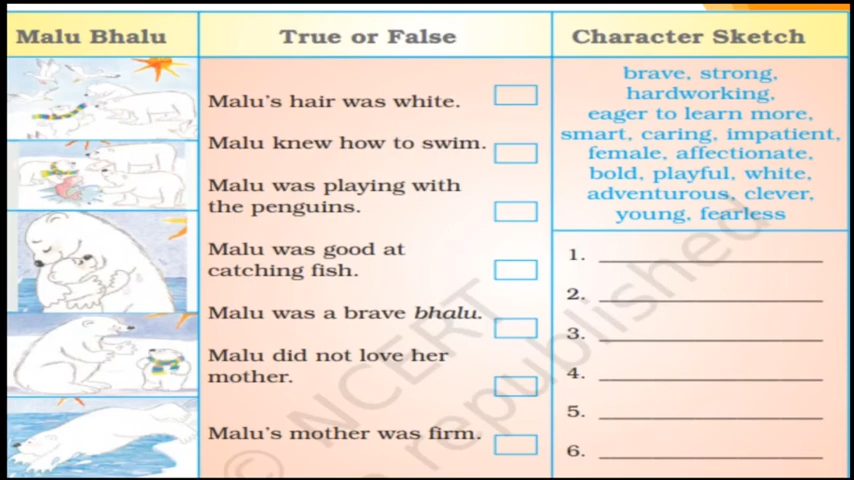 Malu Bhalu
True or False
Malu's hair was white.
Malu knew how to swim.
Malu was playing with
the penguins.
Malu was good at
catching fish.
Malu was a brave bhalu.
Malu did not love her
mother.
Malu's mother was firm.
Character Sketch
brave, strong,
hardworking,
eager to learn more,
smart, caring, impatient,
female, affectionate,
bold, playful, white,
adventurous, clever,
young, fearless
1.
2.
3.
4.
5.
6.
© NCERT
republished